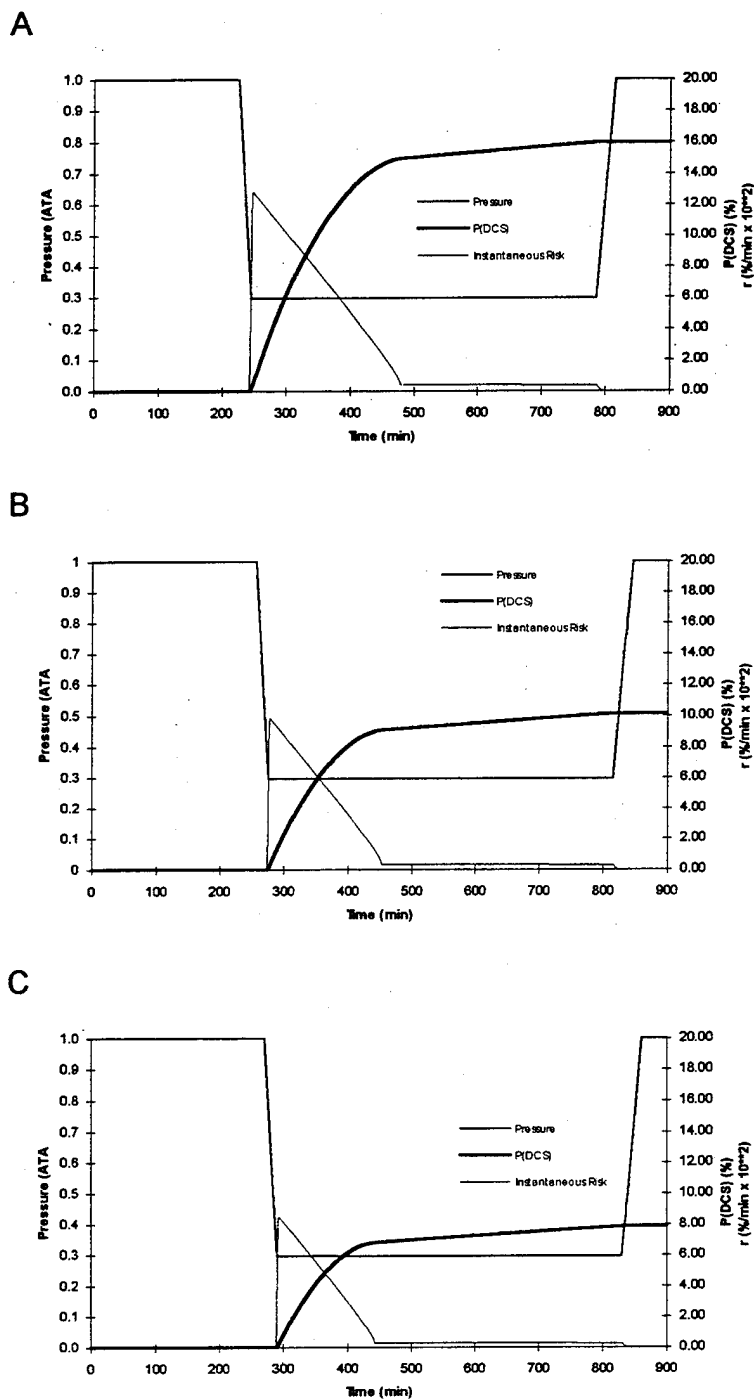 A
Pressure (ATA
1.0
0.9
0.8
0.7
0.6
0.5
0.4
0.3
0.2
0.1
0.0
0 100 200 300 400 500 600 700 800 900
Time (min)
Pressure
P(DCS)
Instantaneous Risk
20.00
18.00
16.00
14.00
12.00
10.00
8.00
6.00
4.00
2.00
0.00
P(DCS) (%)
r (%/min x 10**2)
B
Pressure (ATA
1
0.9
0.8
0.7
0.6
0.5
0.4
0.3
0.2
0.1
0
0 100 200 300 400 500 600 700 800 900
Time (min)
Pressure
P(DCS)
Instantaneous Risk
20.00
18.00
16.00
14.00
12.00
10.00
8.00
6.00
4.00
2.00
0.00
P(DCS) (%)
r (%/min x 10**2)
C
Pressure (ATA
1.0
0.9
0.8
0.7
0.6
0.5
0.4
0.3
0.2
0.1
0.0
0 100 200 300 400 500 600 700 800 900
Time (min)
Pressure
P(DCS)
Instantaneous Risk
20.00
18.00
16.00
14.00
12.00
10.00
8.00
6.00
4.00
2.00
0.00
P(DCS) (%)
r (%/min x 10**2)